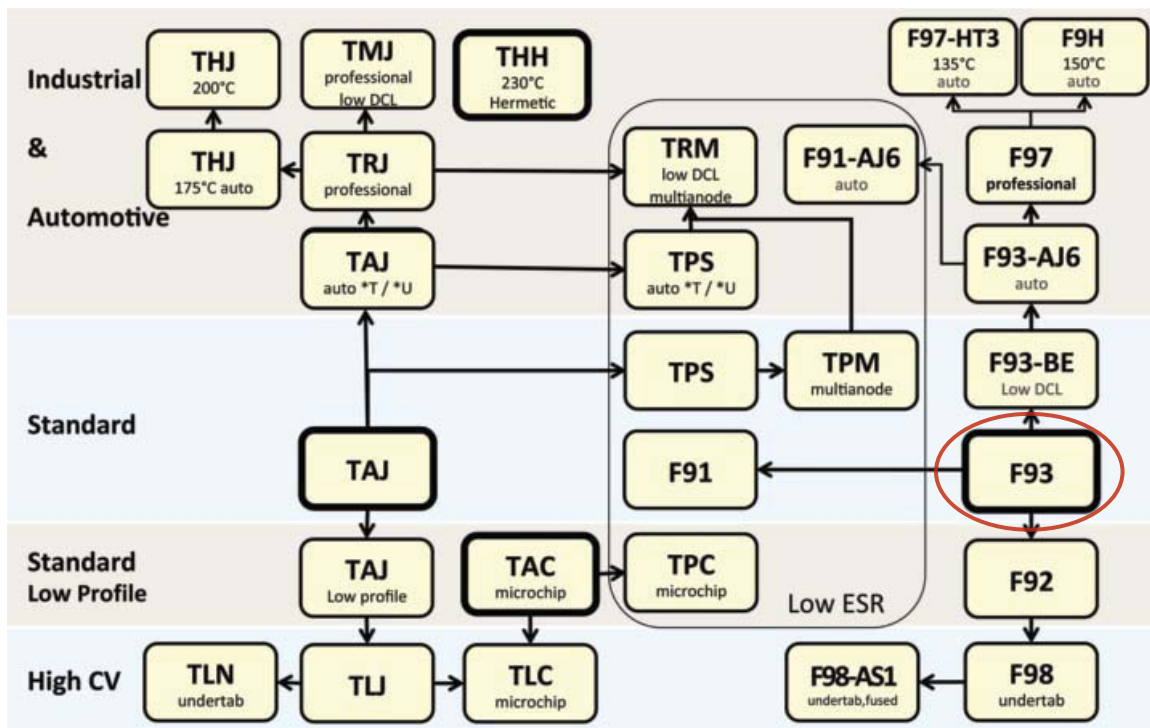 Industrial
&
Automotive
THJ
200°C
TMJ
professional
low DCL
THH
230°C
Hermetic
F97-HT3
135°C
auto
F9H
150°C
auto
THJ
175°C auto
TRJ
professional
TRM
low DCL
multianode
F91-AJ6
auto
F97
professional
TAJ
auto *T / *U
TPS
auto *T / *U
F93-AJ6
auto
Standard
TPS
TPM
multianode
F93-BE
Low DCL
TAJ
F91
F93
Standard
Low Profile
TAJ
Low profile
TAC
microchip
TPC
microchip
Low ESR
F92
High CV
TLN
undertab
TLJ
TLC
microchip
F98-AS1
undertab,fused
F98
undertab